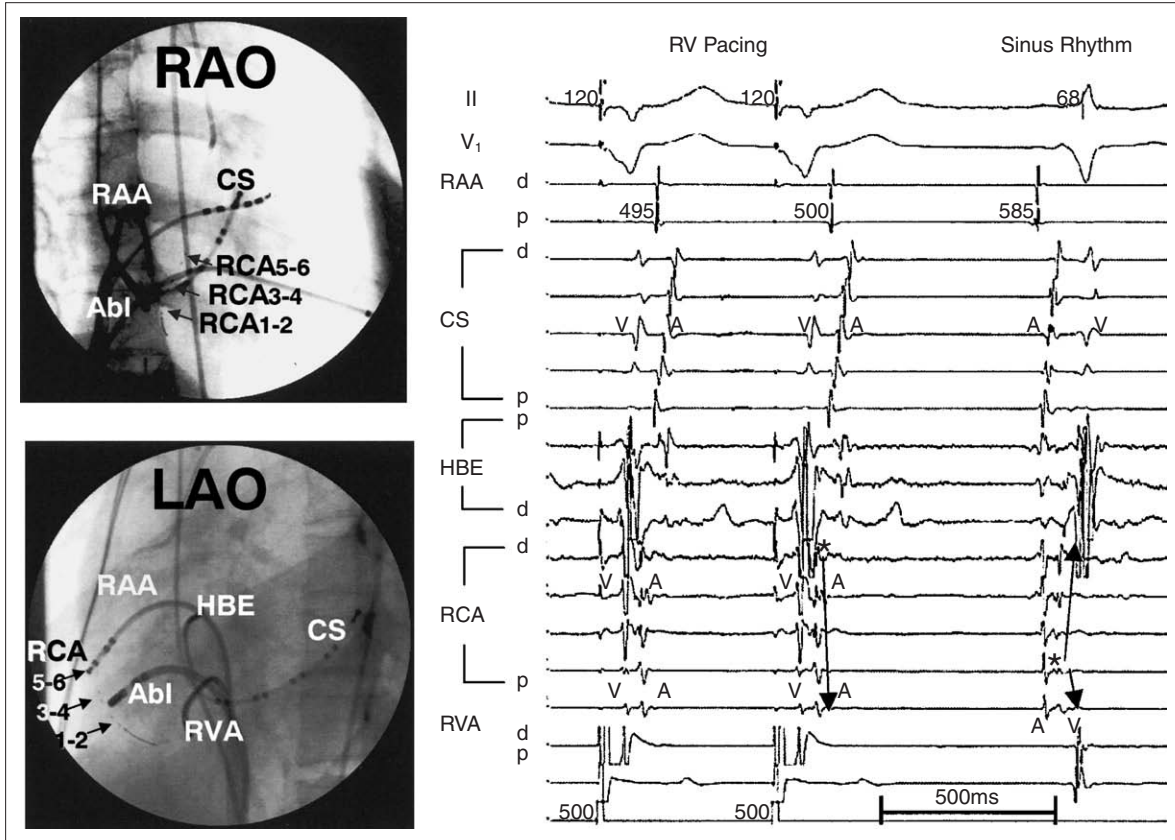 RAO
RAA
CS
RCA5-6
RCA3-4
RCA1-2
Abl
LAO
RAA
HBE
CS
RCA
5-6
Abl
3-4
1-2
RVA
RV Pacing
Sinus Rhythm
II
120
120
68
V1
RAA
d
p
495
500
585
d
CS
V A V A A V
p
p
HBE
d
d
*
V A V A
RCA
*
p
V A V A
A V
RVA
d
p
500
500
500ms